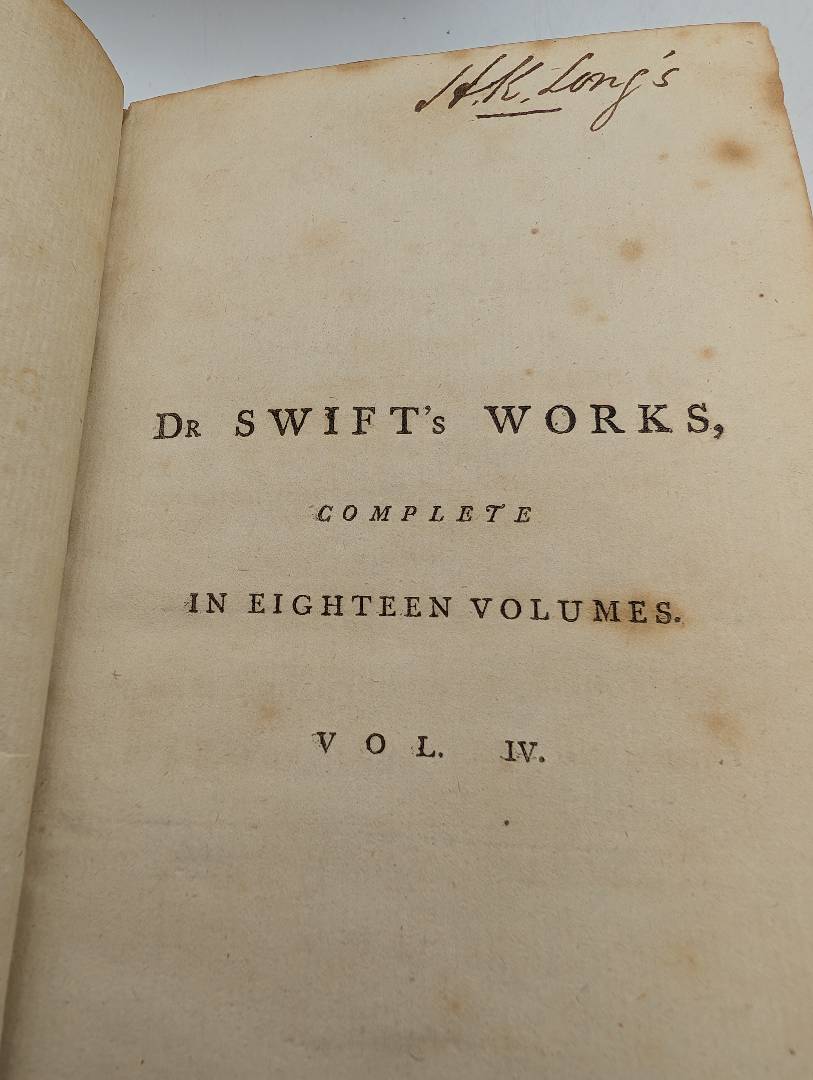 H.K. Long's
DR SWIFT's WORKS,
COMPLETE
IN EIGHTEEN VOLUMES.
VOL. IV.